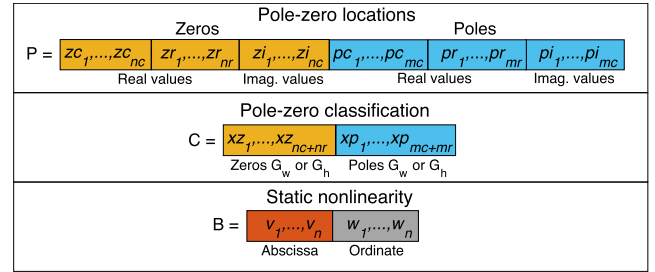 Pole-zero locations
Zeros Poles
P = zc1,...,zcnc zr1,...,zrnr zi1,...,zinc pc1,...,pcmc pr1,...,prmr pi1,...,pimc
Real values Imag. values Real values Imag. values
Pole-zero classification
C = xz1,...,xznc+nr xp1,...,xpmc+mr
Zeros Gw or Gh Poles Gw or Gh
Static nonlinearity
B = v1,...,vn w1,...,wn
Abscissa Ordinate